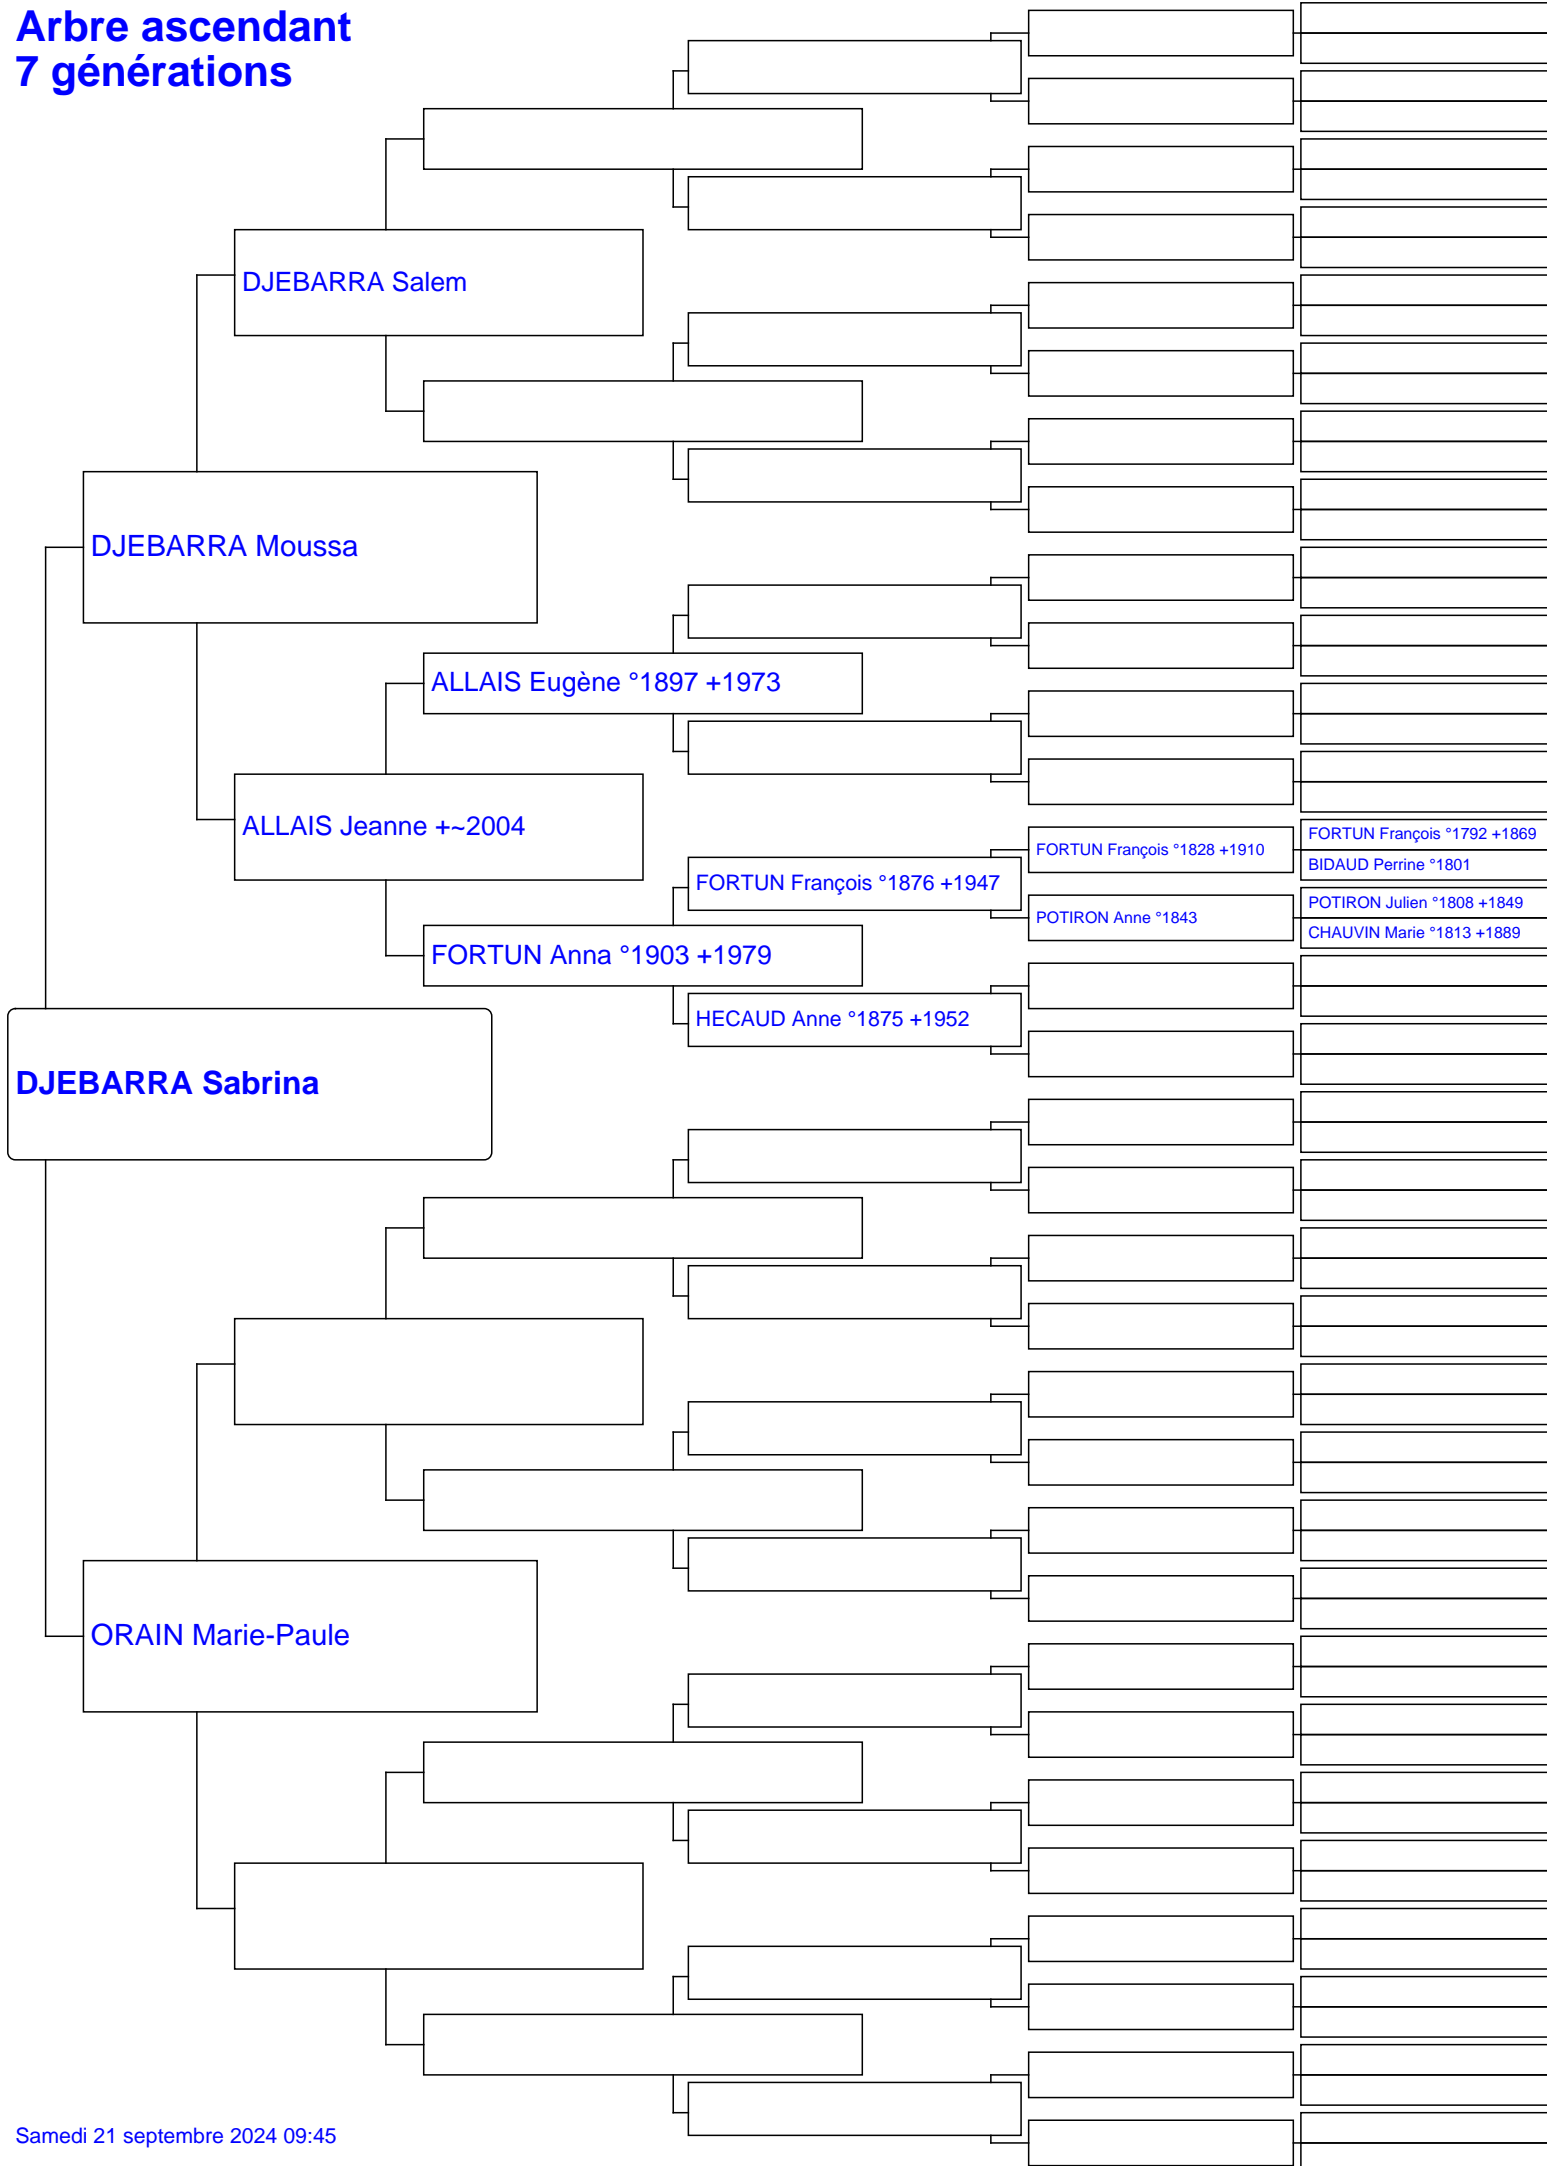 Arbre ascendant
7 générations
DJEBARRA Salem
DJEBARRA Moussa
ALLAIS Eugène °1897 +1973
ALLAIS Jeanne +~2004
FORTUN François °1792 +1869
FORTUN François °1828 +1910
BIDAUD Perrine °1801
FORTUN François °1876 +1947
POTIRON Julien °1808 +1849
POTIRON Anne °1843
CHAUVIN Marie °1813 +1889
FORTUN Anna °1903 +1979
HECAUD Anne °1875 +1952
DJEBARRA Sabrina
ORAIN Marie-Paule
Samedi 21 septembre 2024 09:45